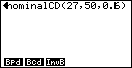 ◀nominalCD(27,50,0.6)
Bpd Bcd InvB